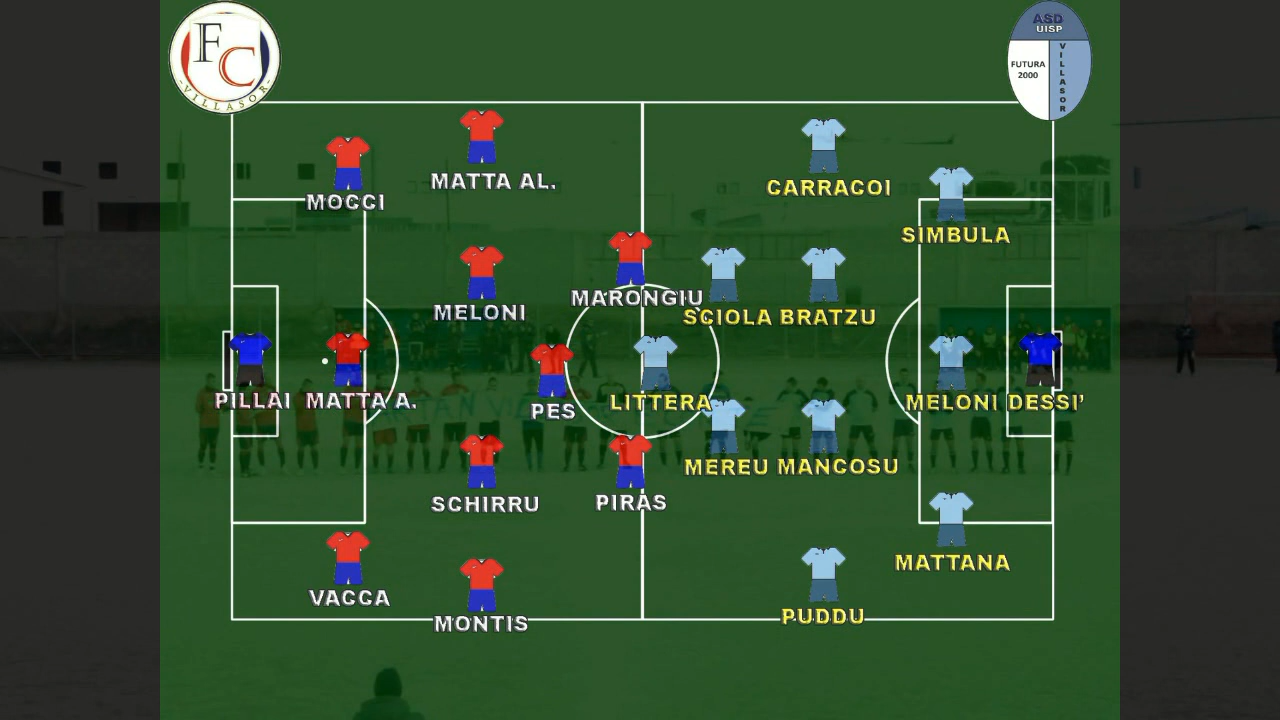 FC
VILLASOR
ASD
UISP
FUTURA
2000
VILLASOR
MOCCI
MATTA AL.
CARRACOI
SIMBULA
MELONI
MARONGIU
SCIOLA
BRATZU
PILLAI
MATTA A.
PES
LITTERA
MELONI
DESSI'
SCHIRRU
PIRAS
MEREU
MANCOSU
VACCA
MONTIS
MATTANA
PUDDU